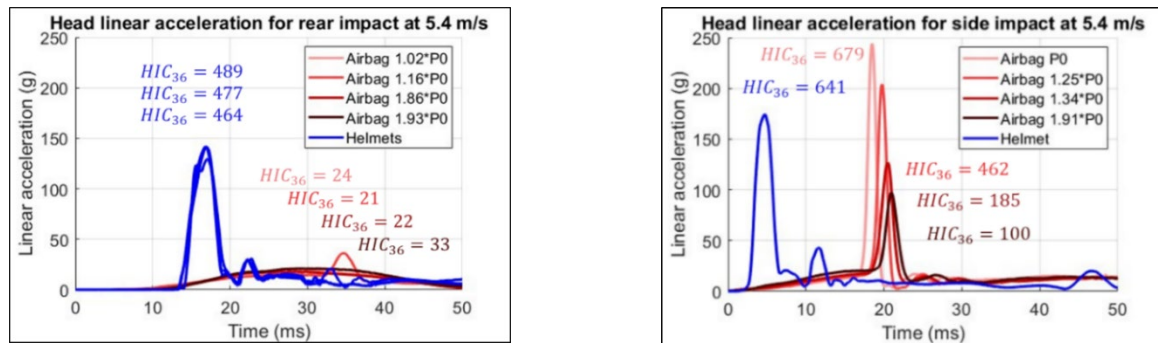 Head linear acceleration for rear impact at 5.4 m/s
Linear acceleration (g)
250
200
150
100
50
0
HIC36 = 489
HIC36 = 477
HIC36 = 464
Airbag 1.02*P0
Airbag 1.16*P0
Airbag 1.86*P0
Airbag 1.93*P0
Helmets
HIC36 = 24
HIC36 = 21
HIC36 = 22
HIC36 = 33
0 10 20 30 40 50
Time (ms)
Head linear acceleration for side impact at 5.4 m/s
Linear acceleration (g)
250
200
150
100
50
0
HIC36 = 679
HIC36 = 641
Airbag P0
Airbag 1.25*P0
Airbag 1.34*P0
Airbag 1.91*P0
Helmet
HIC36 = 462
HIC36 = 185
HIC36 = 100
0 10 20 30 40 50
Time (ms)